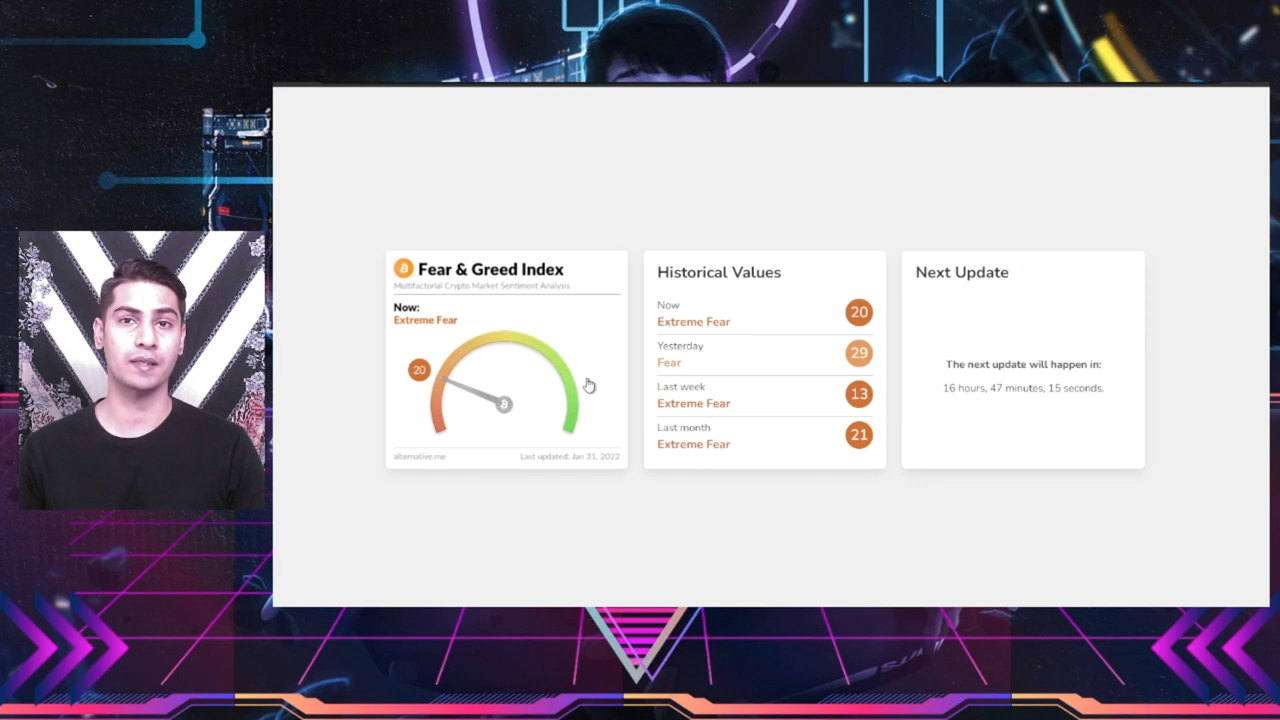 Fear & Greed Index
Multifactorial Crypto Market Sentiment Analysis
Now:
Extreme Fear
20
alternative.me
Last updated: Jan 31, 2022
Historical Values
Now
Extreme Fear
20
Yesterday
Fear
29
Last week
Extreme Fear
13
Last month
Extreme Fear
21
Next Update
The next update will happen in:
16 hours, 47 minutes, 15 seconds.